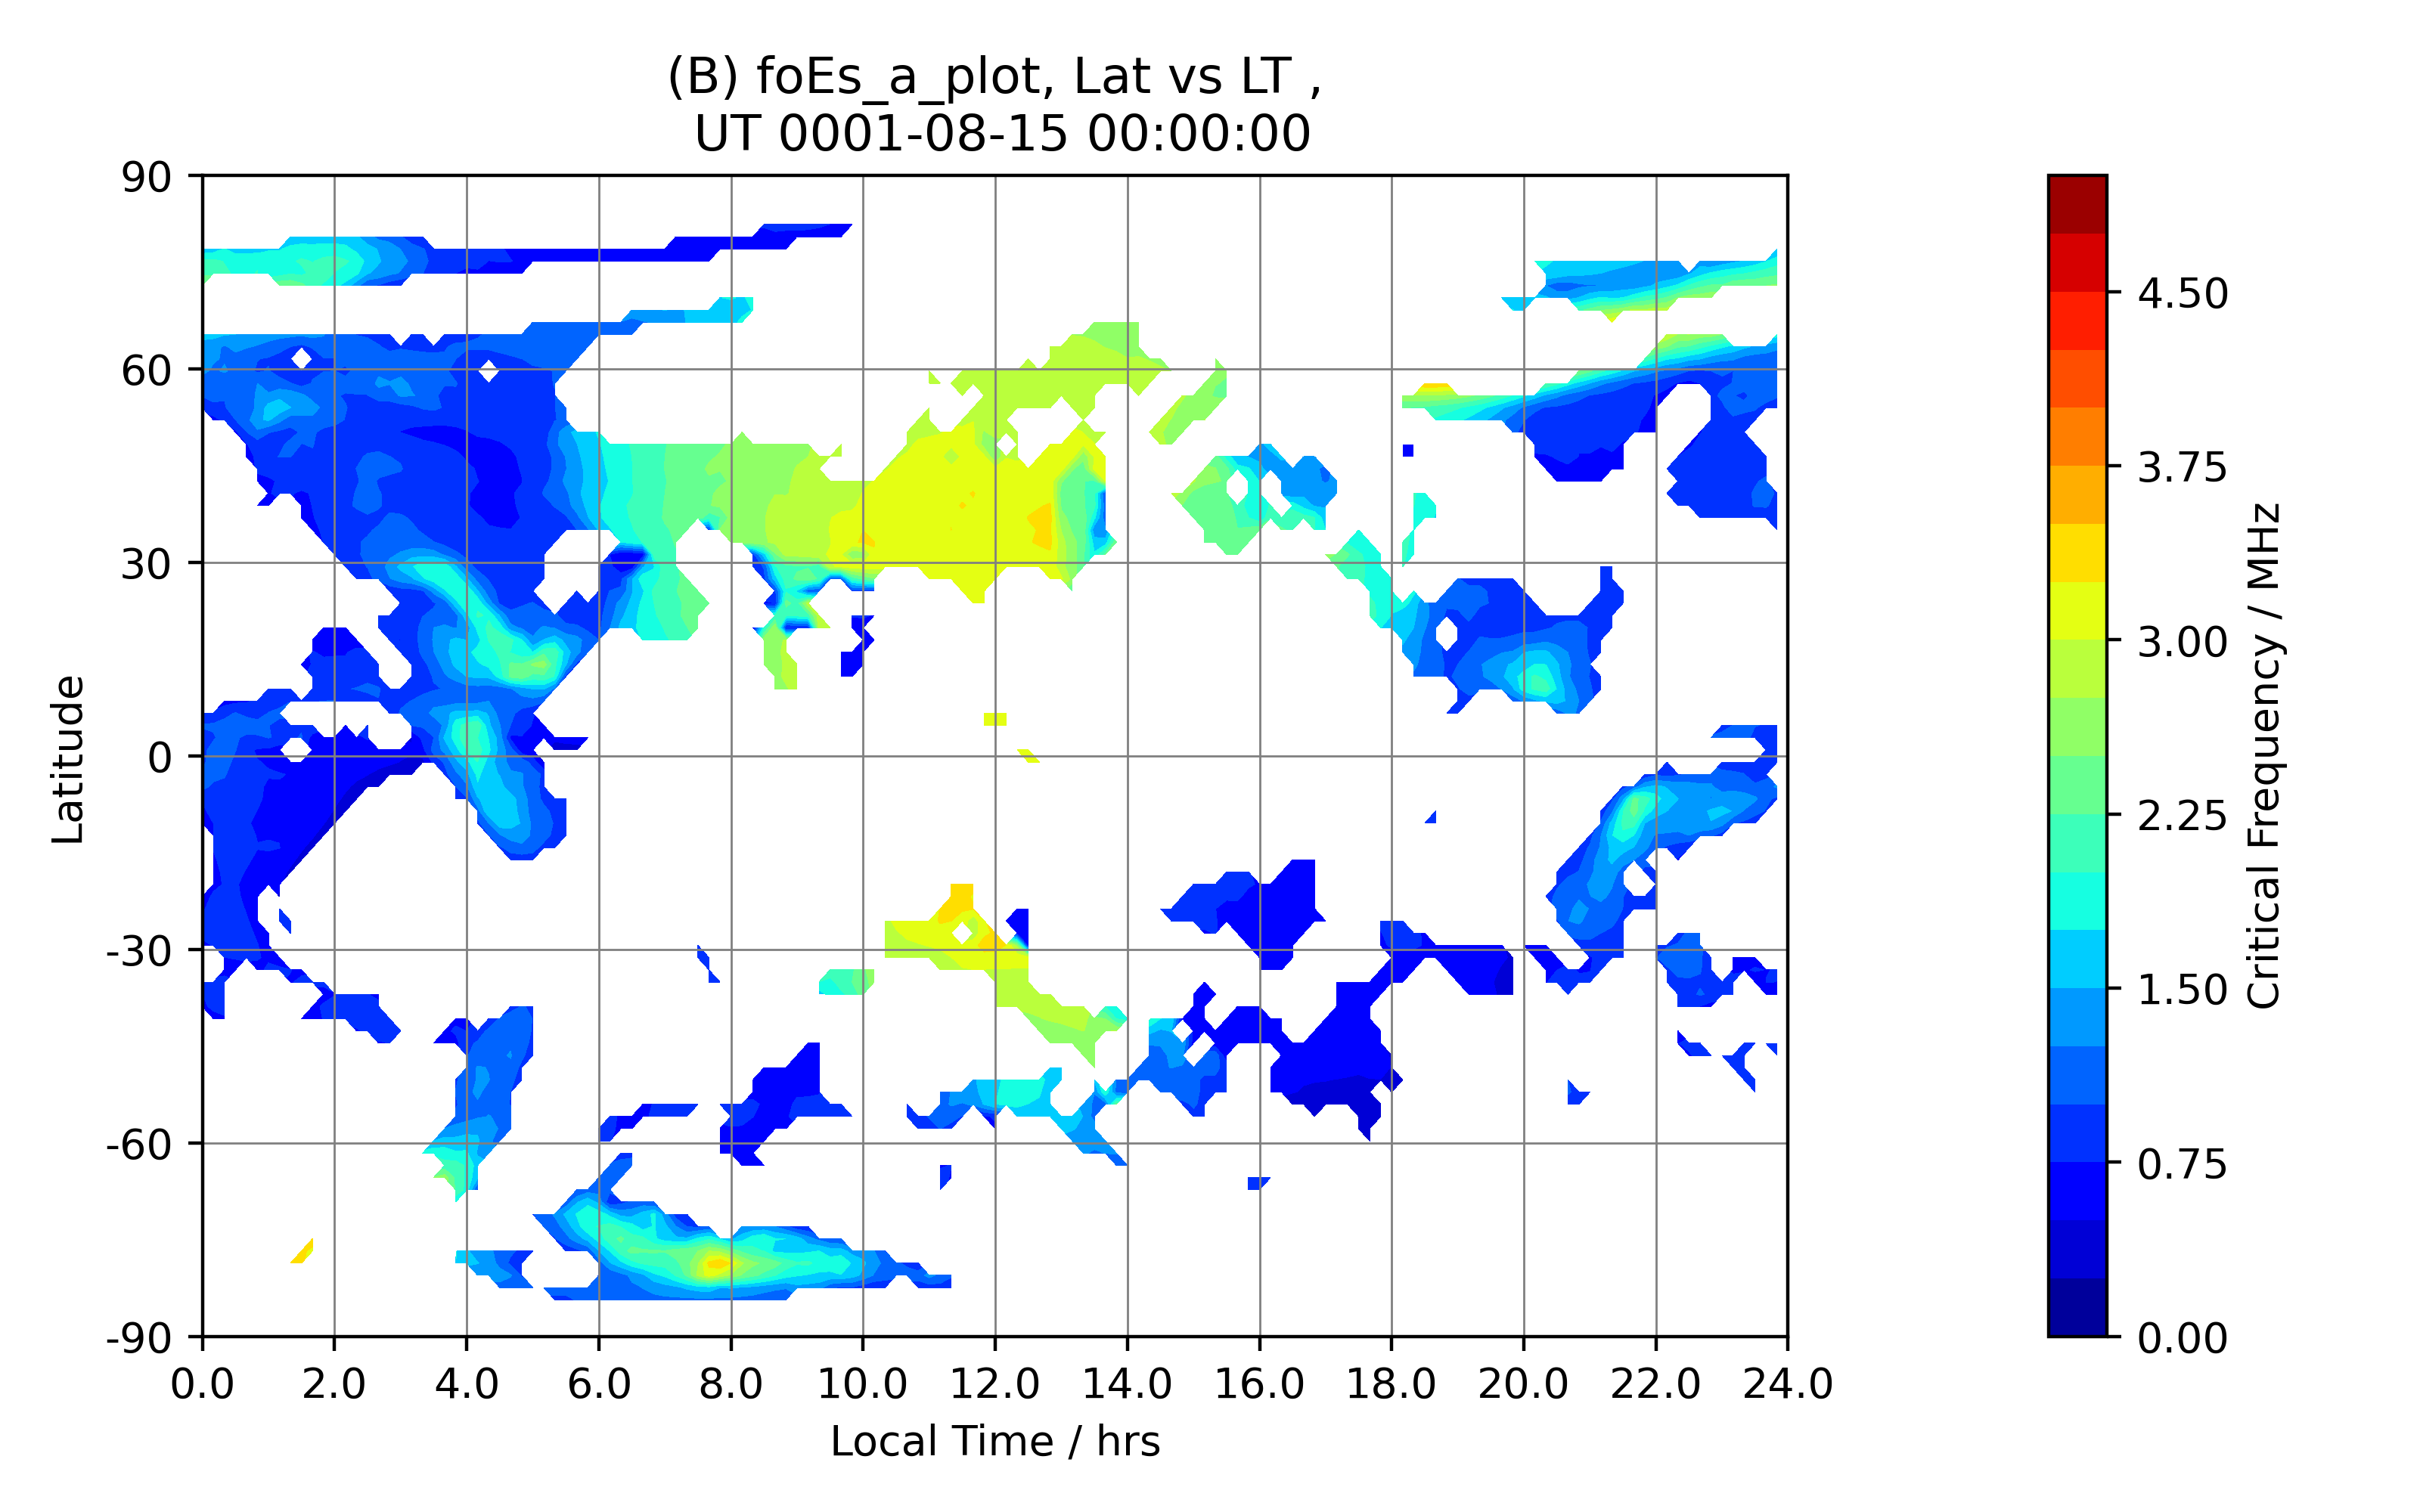 (B) foEs_a_plot, Lat vs LT ,
UT 0001-08-15 00:00:00
90
60
30
0
-30
-60
-90
Latitude
0.0 2.0 4.0 6.0 8.0 10.0 12.0 14.0 16.0 18.0 20.0 22.0 24.0
Local Time / hrs
4.50
3.75
3.00
2.25
1.50
0.75
0.00
Critical Frequency / MHz